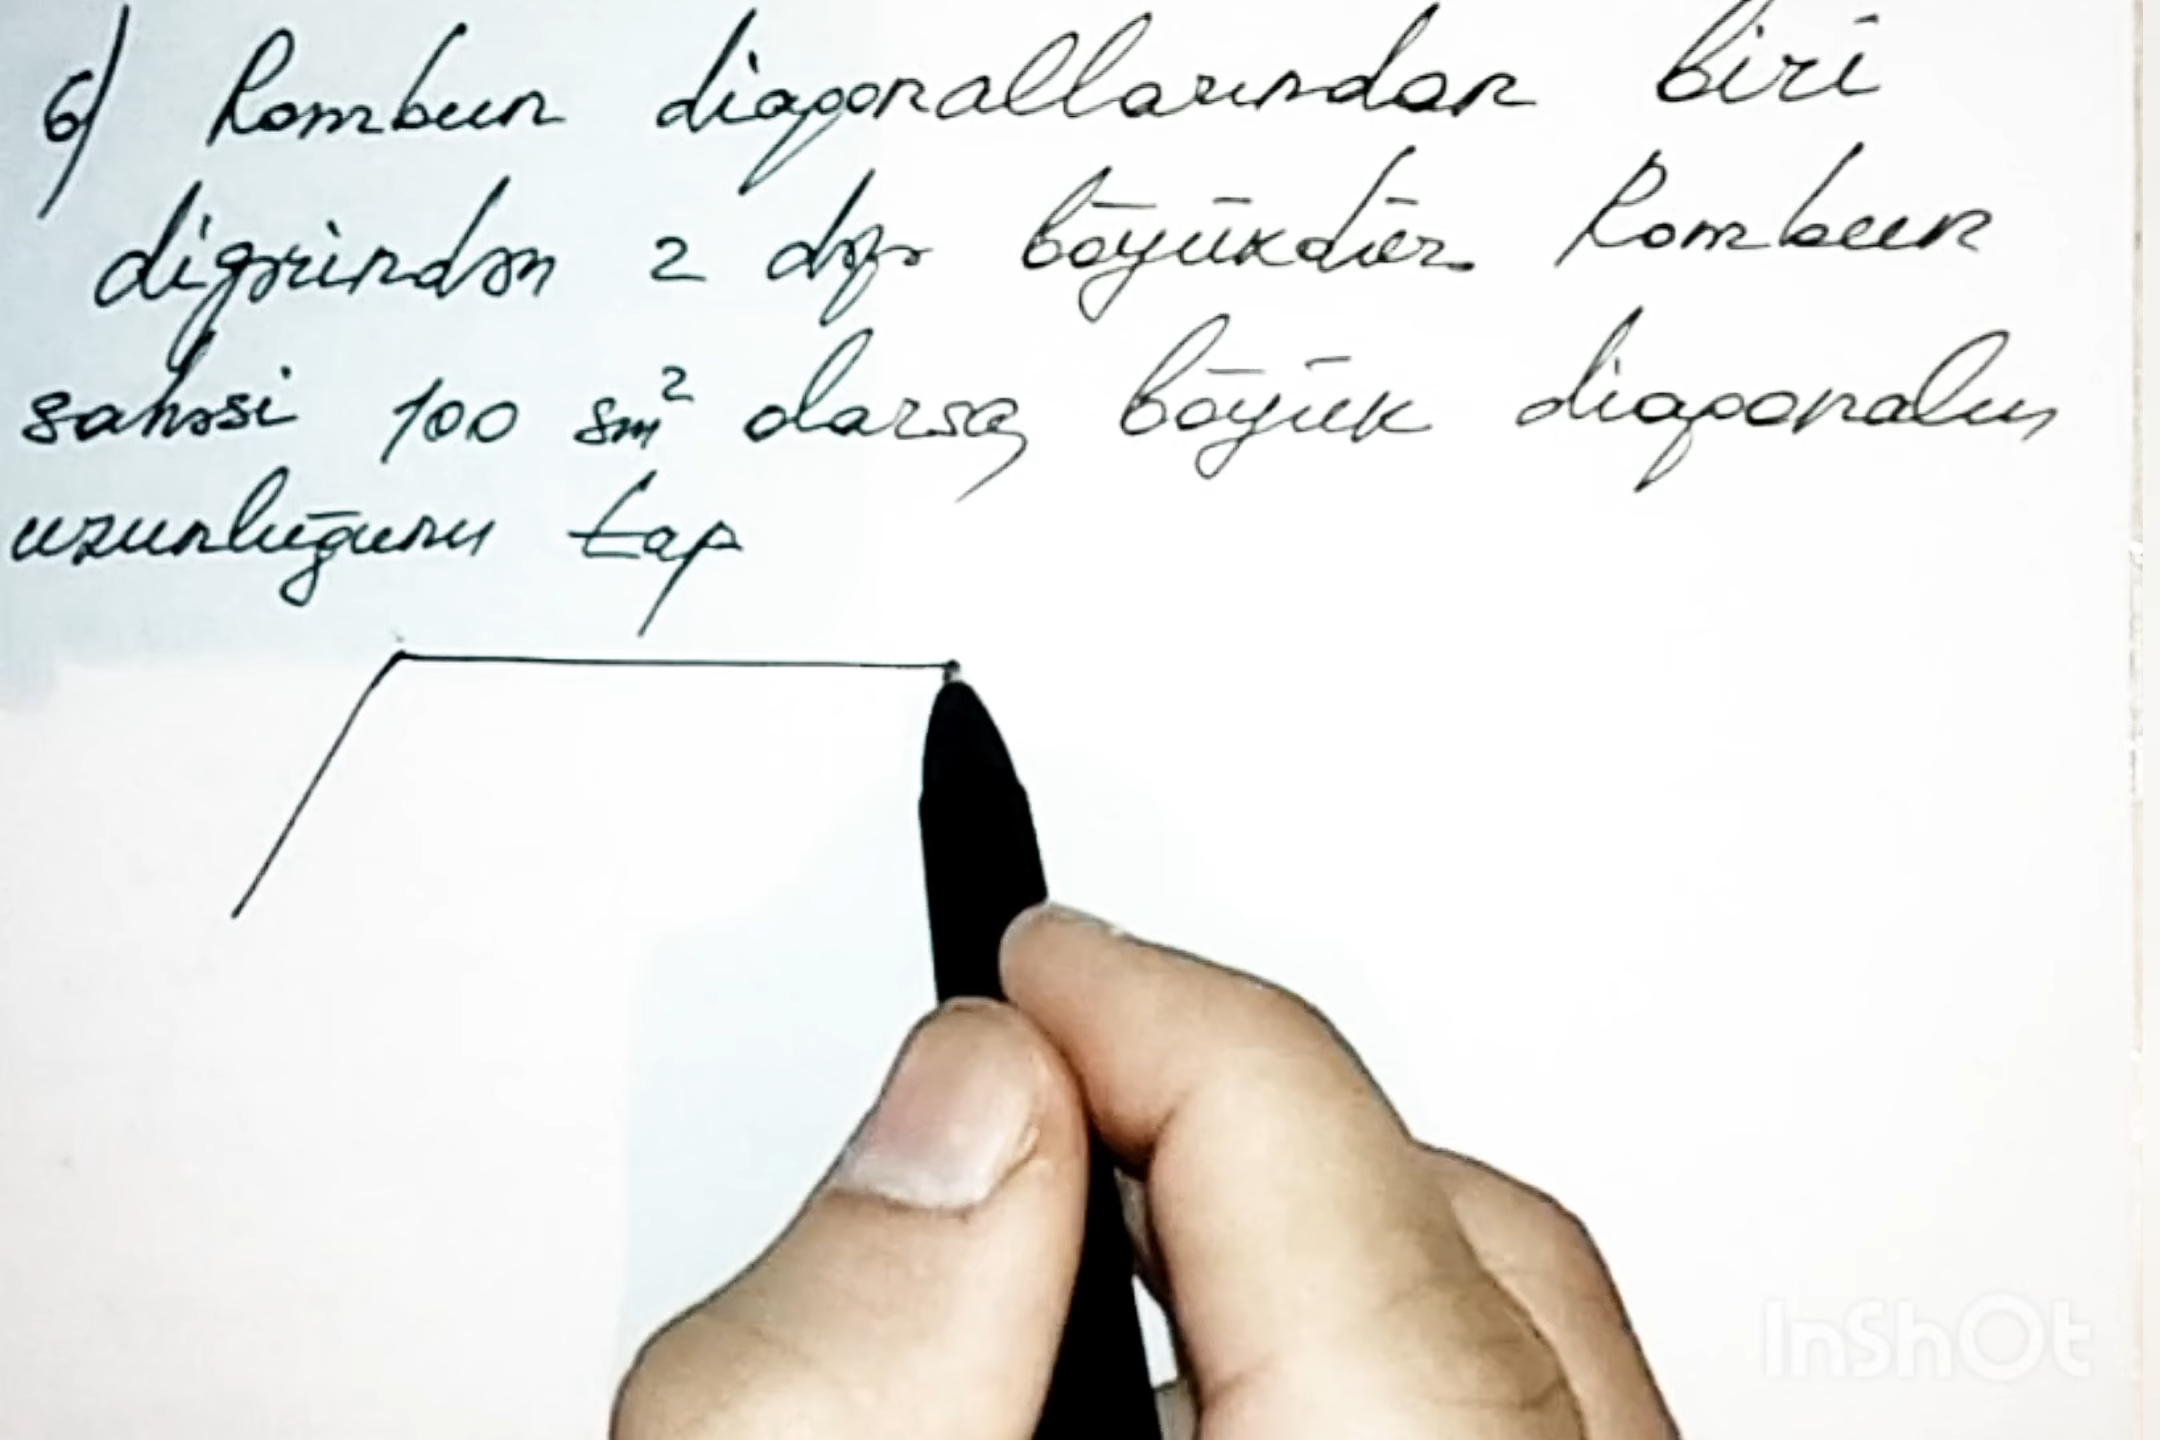 6) Rombun diaqonallarından biri
digərindən 2 dəfə böyükdür. Rombun
sahəsi 100 sm² olarsa, böyük diaqonalın
uzunluğunu tap
InShOt